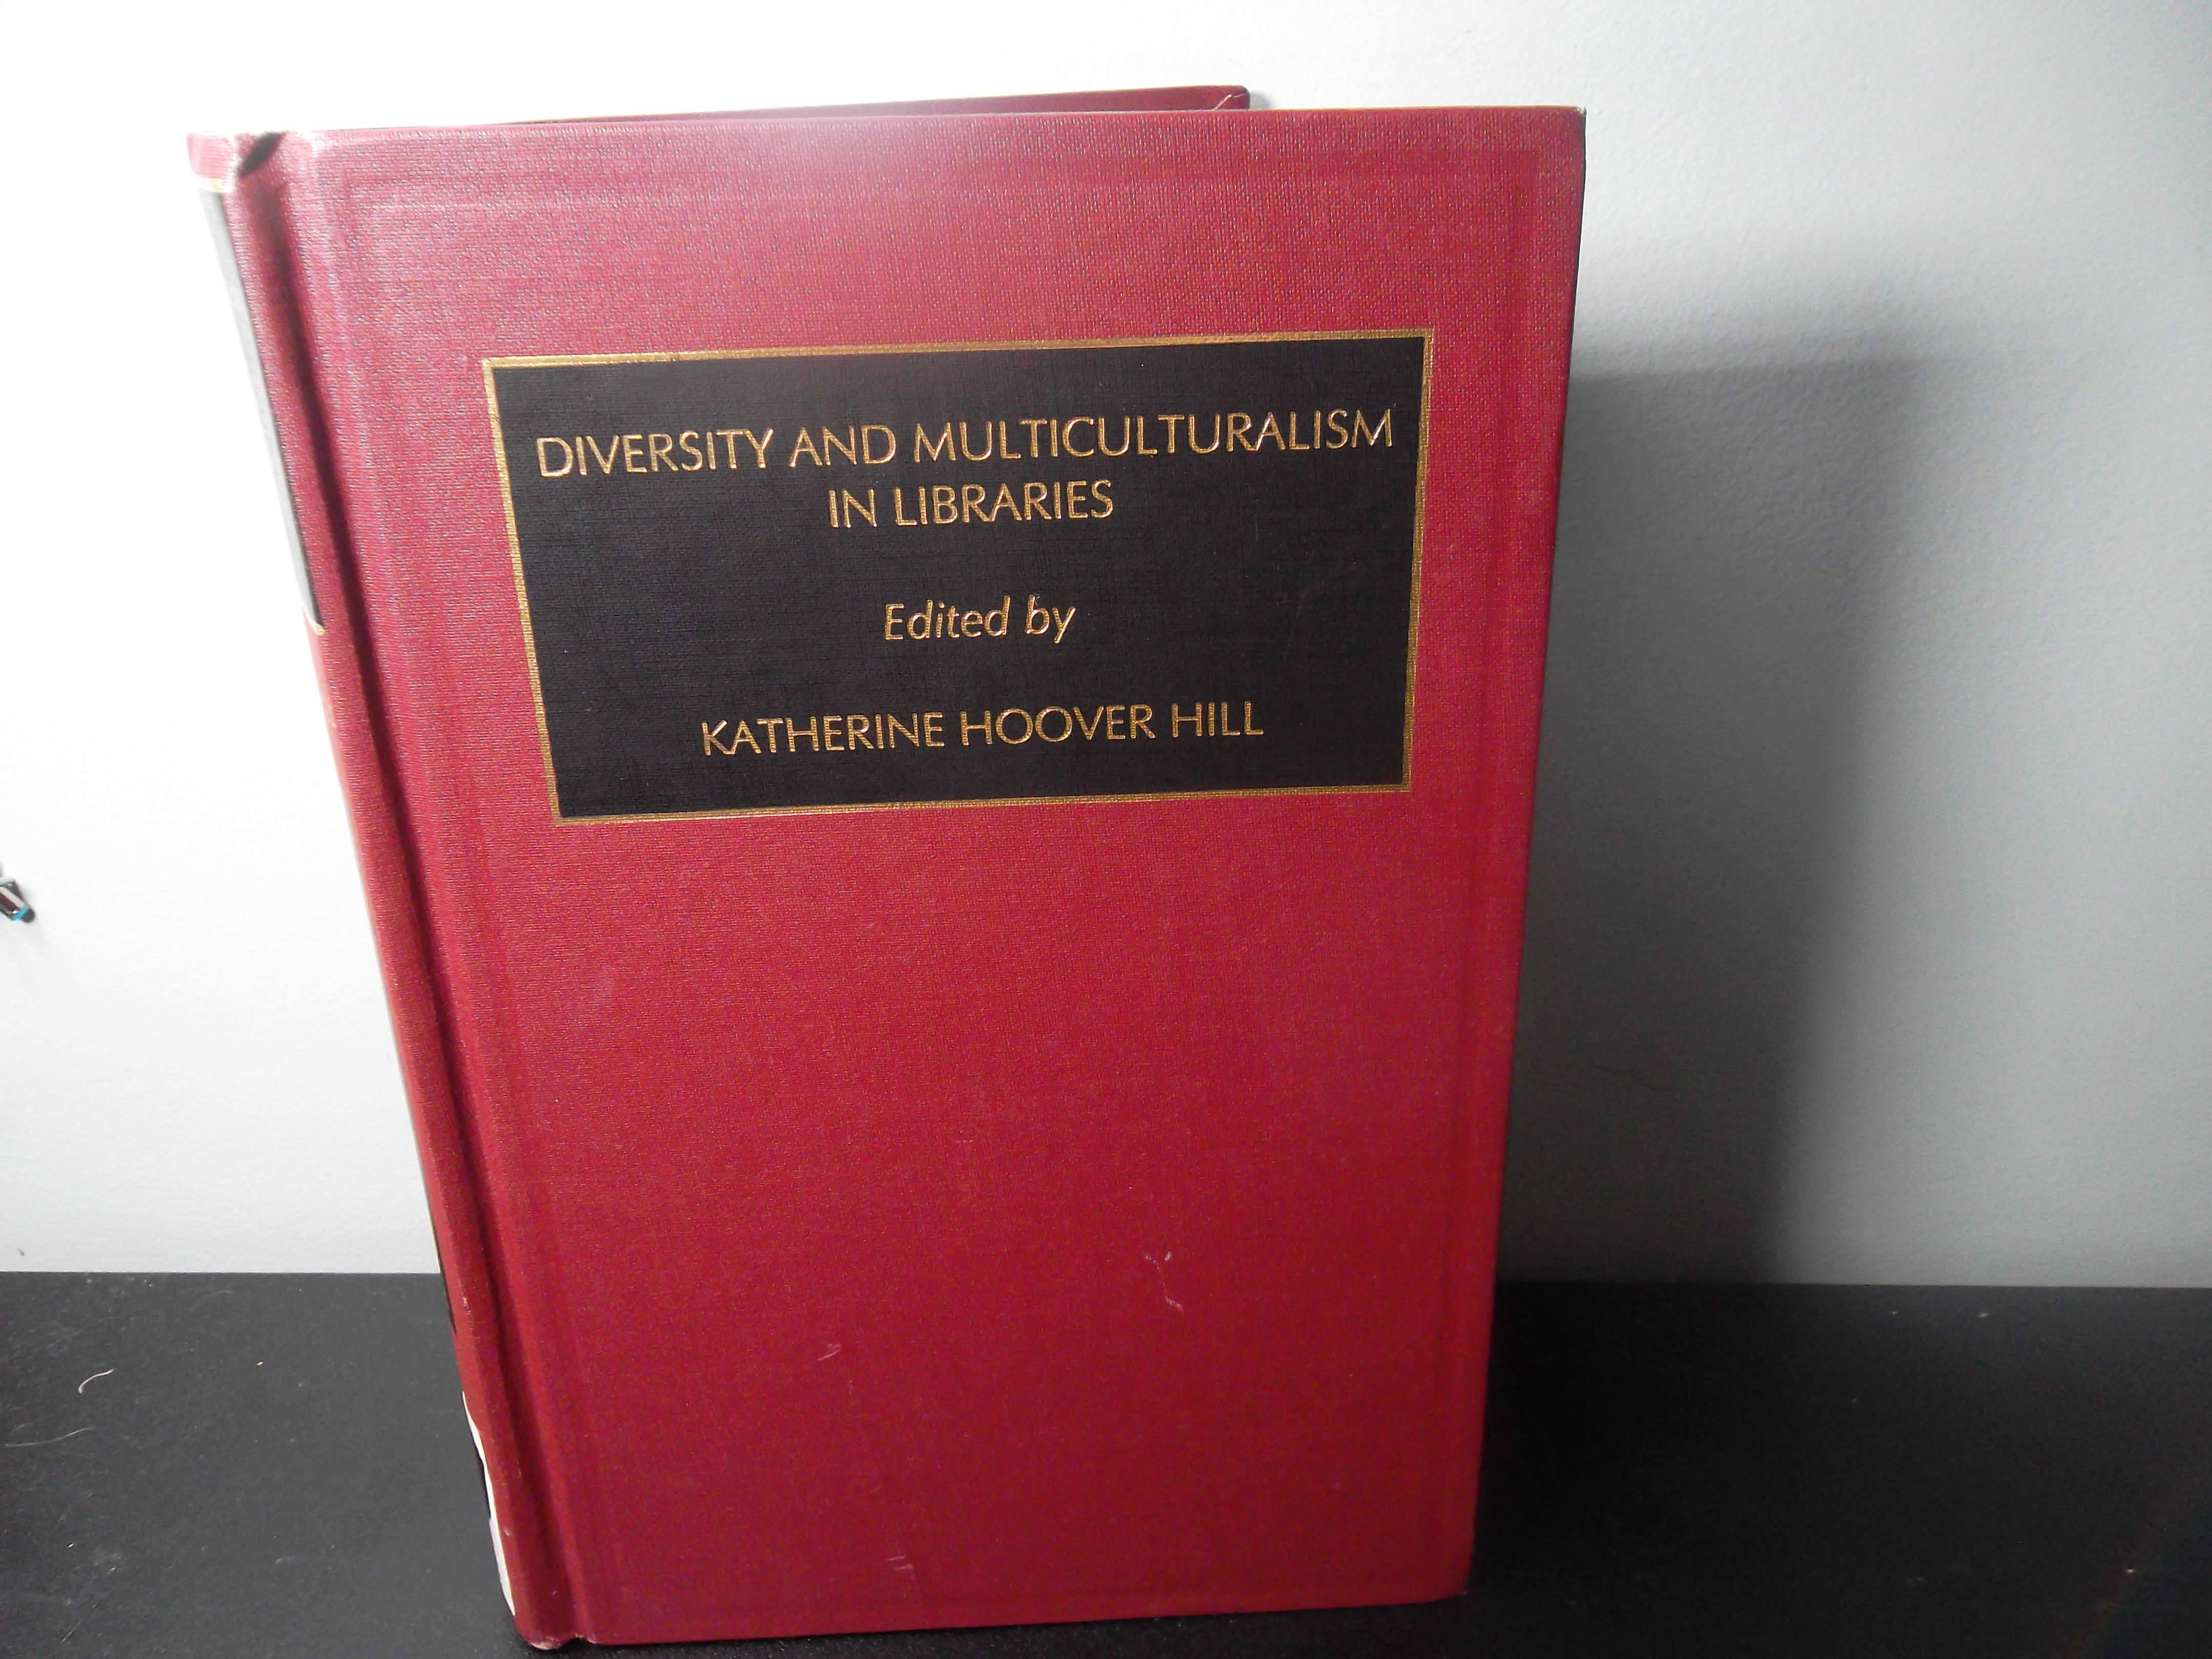 DIVERSITY AND MULTICULTURALISM
IN LIBRARIES
Edited by
KATHERINE HOOVER HILL